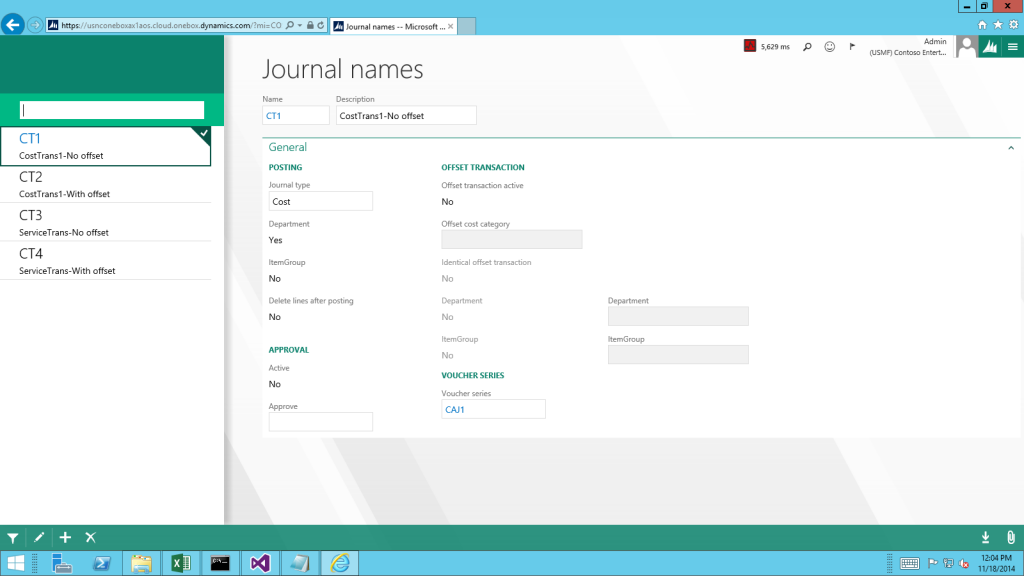 https://usnconeboxax1aos.cloud.onebox.dynamics.com/?mi=CO
Journal names -- Microsoft ...
5,629 ms
Admin
(USMF) Contoso Entert...
Journal names
Name
Description
CT1
CostTrans1-No offset
CT1
CostTrans1-No offset
CT2
CostTrans1-With offset
CT3
ServiceTrans-No offset
CT4
ServiceTrans-With offset
General
POSTING
Journal type
Cost
Department
Yes
ItemGroup
No
Delete lines after posting
No
APPROVAL
Active
No
Approve
OFFSET TRANSACTION
Offset transaction active
No
Offset cost category
Identical offset transaction
No
Department
No
ItemGroup
No
Department
ItemGroup
VOUCHER SERIES
Voucher series
CAJ1
12:04 PM
11/18/2014